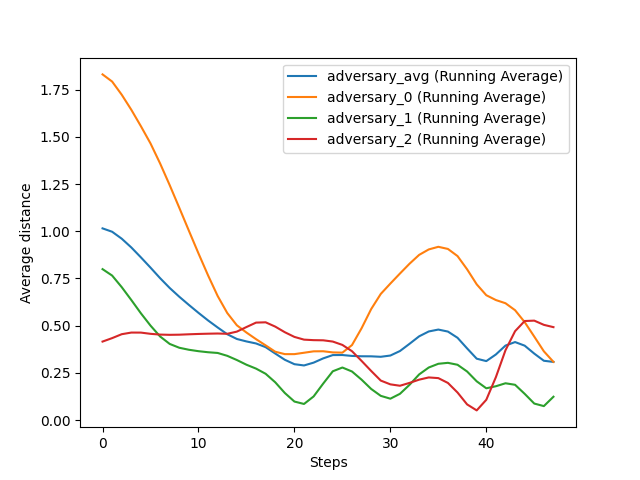 adversary_avg (Running Average)
adversary_0 (Running Average)
adversary_1 (Running Average)
adversary_2 (Running Average)
1.75
1.50
1.25
1.00
0.75
0.50
0.25
0.00
Average distance
0 10 20 30 40
Steps